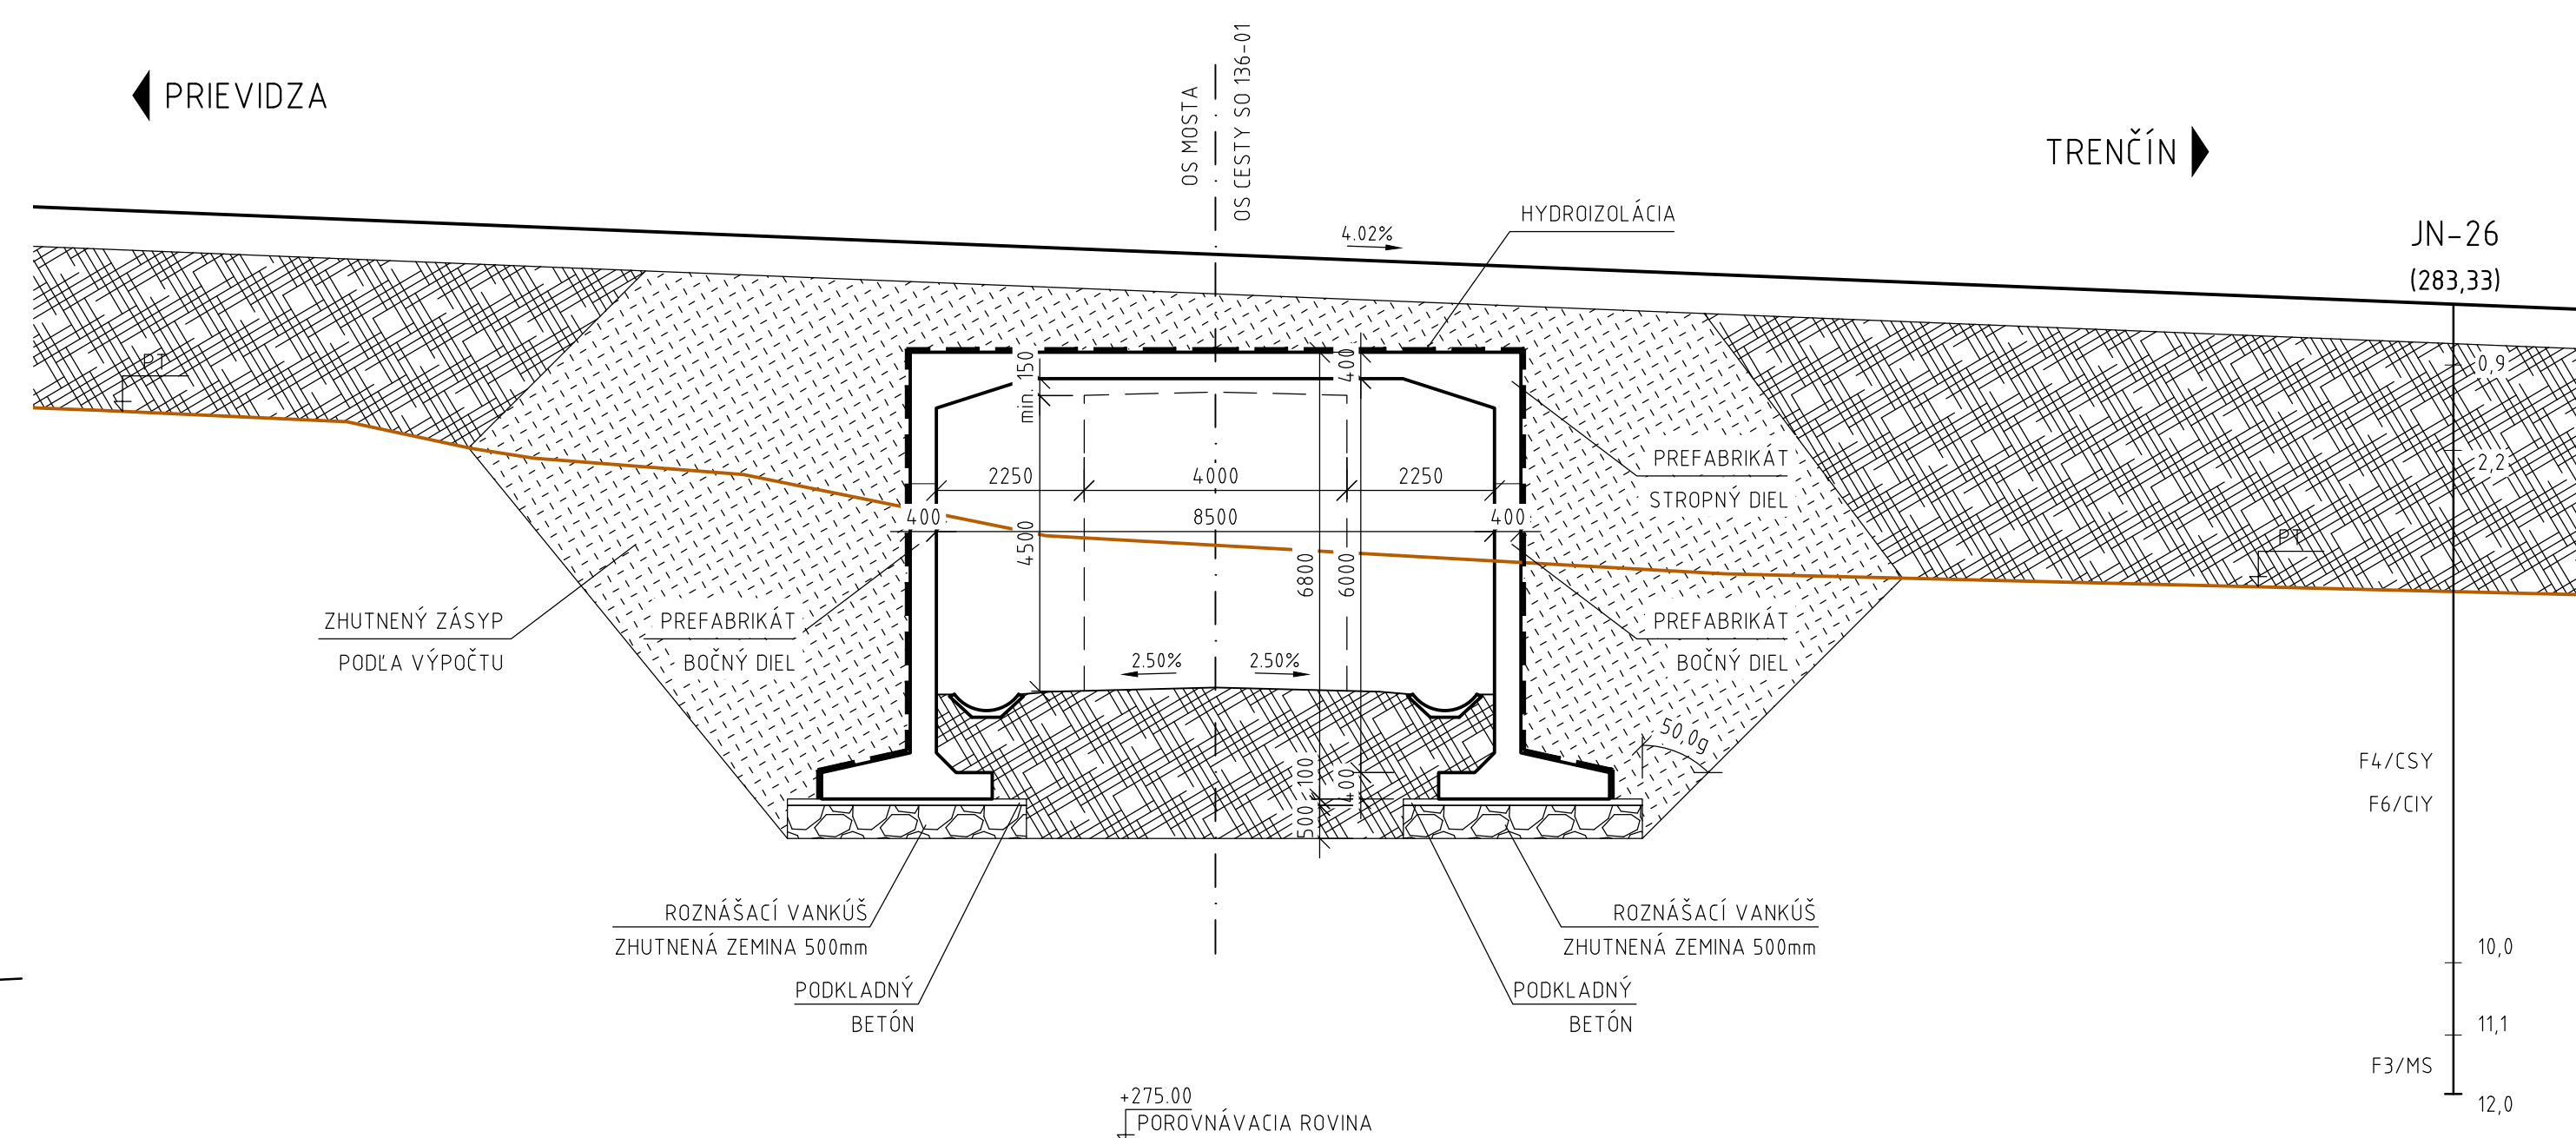 PRIEVIDZA
OS MOSTA
OS CESTY SO 136-01
TRENČÍN
HYDROIZOLÁCIA
4.02%
JN-26
(283,33)
PT
min. 150
400
0,9
2,2
PREFABRIKÁT
STROPNÝ DIEL
2250
4000
2250
400
8500
400
4500
6800
6000
PT
ZHUTNENÝ ZÁSYP
PODĽA VÝPOČTU
PREFABRIKÁT
BOČNÝ DIEL
2.50%
2.50%
PREFABRIKÁT
BOČNÝ DIEL
50,0g
F4/CSY
F6/CIY
100
400
500
ROZNÁŠACÍ VANKÚŠ
ZHUTNENÁ ZEMINA 500mm
ROZNÁŠACÍ VANKÚŠ
ZHUTNENÁ ZEMINA 500mm
10,0
PODKLADNÝ
BETÓN
PODKLADNÝ
BETÓN
11,1
F3/MS
12,0
+275.00
POROVNÁVACIA ROVINA